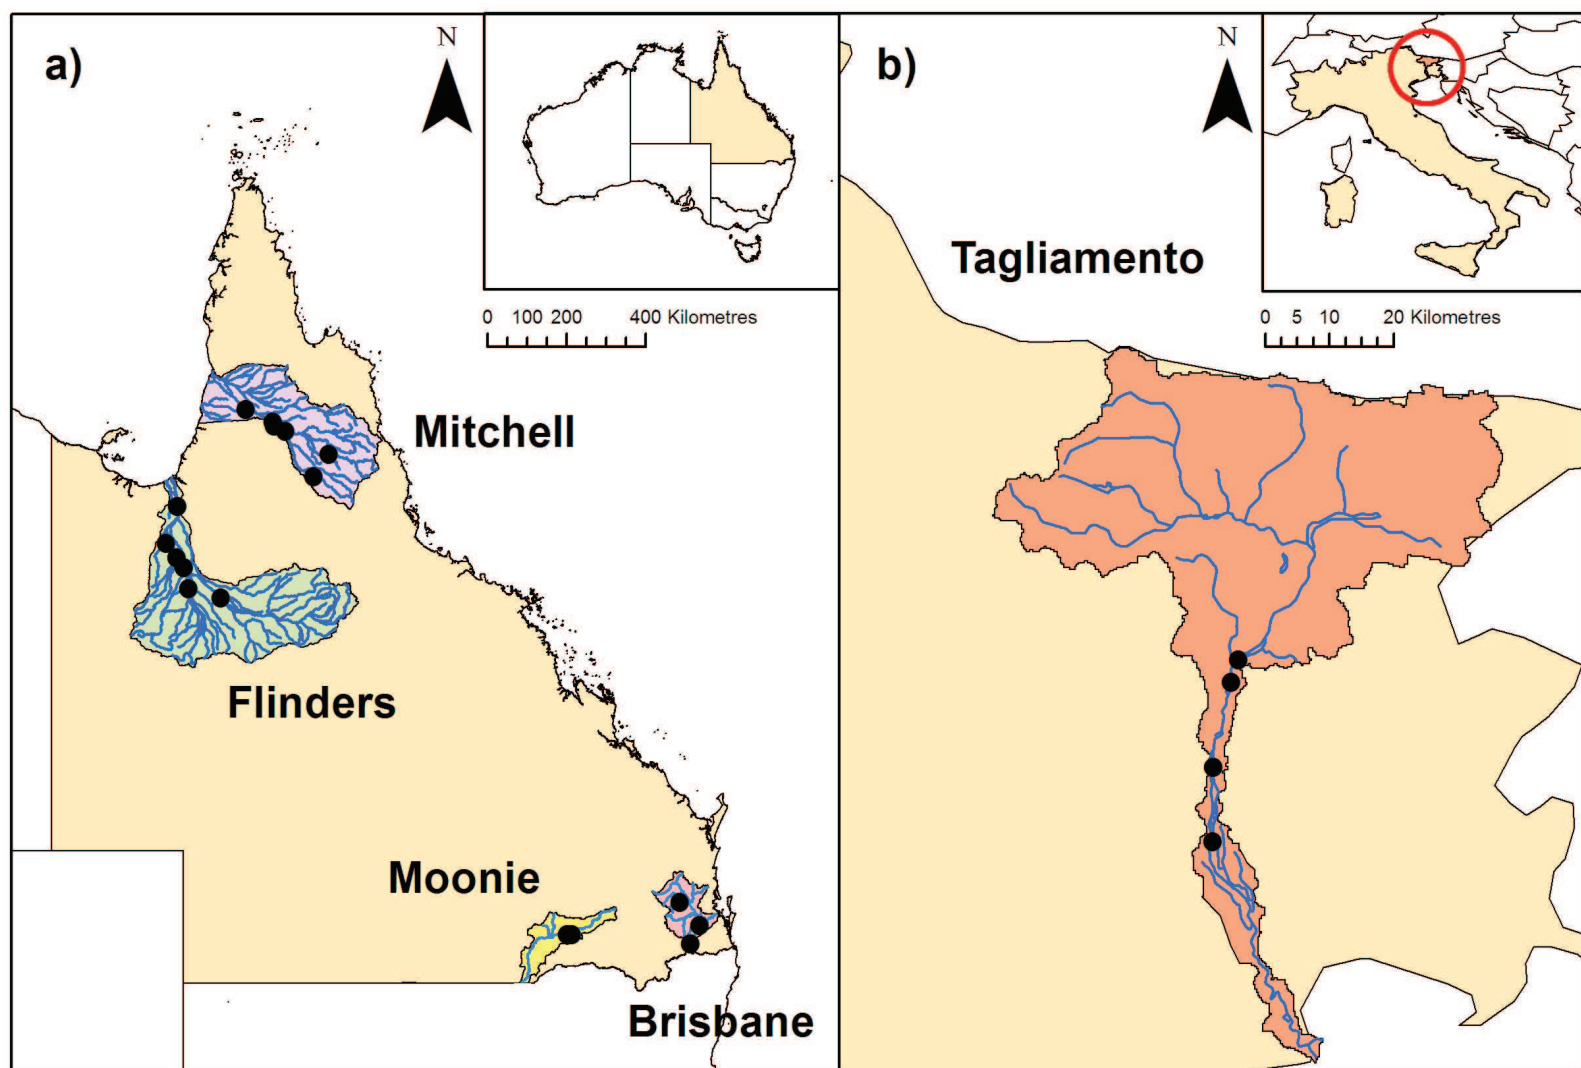 a)
N
0 100 200 400 Kilometres
Mitchell
Flinders
Moonie
Brisbane
b)
N
Tagliamento
0 5 10 20 Kilometres